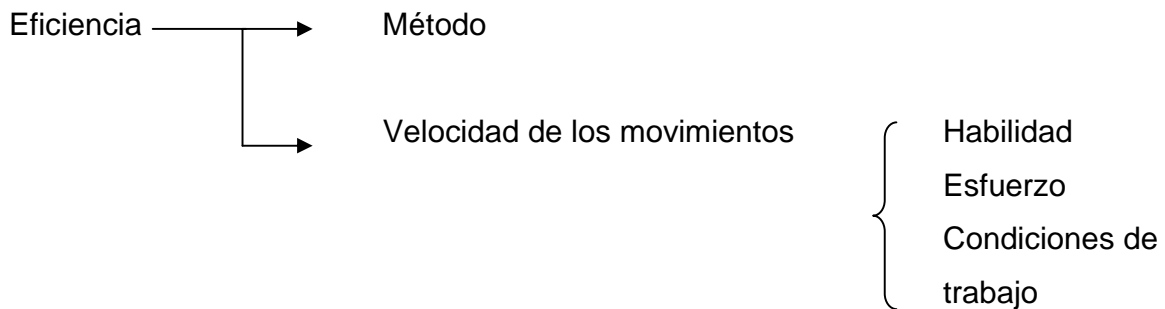 Eficiencia Método
Velocidad de los movimientos Habilidad
Esfuerzo
Condiciones de
trabajo